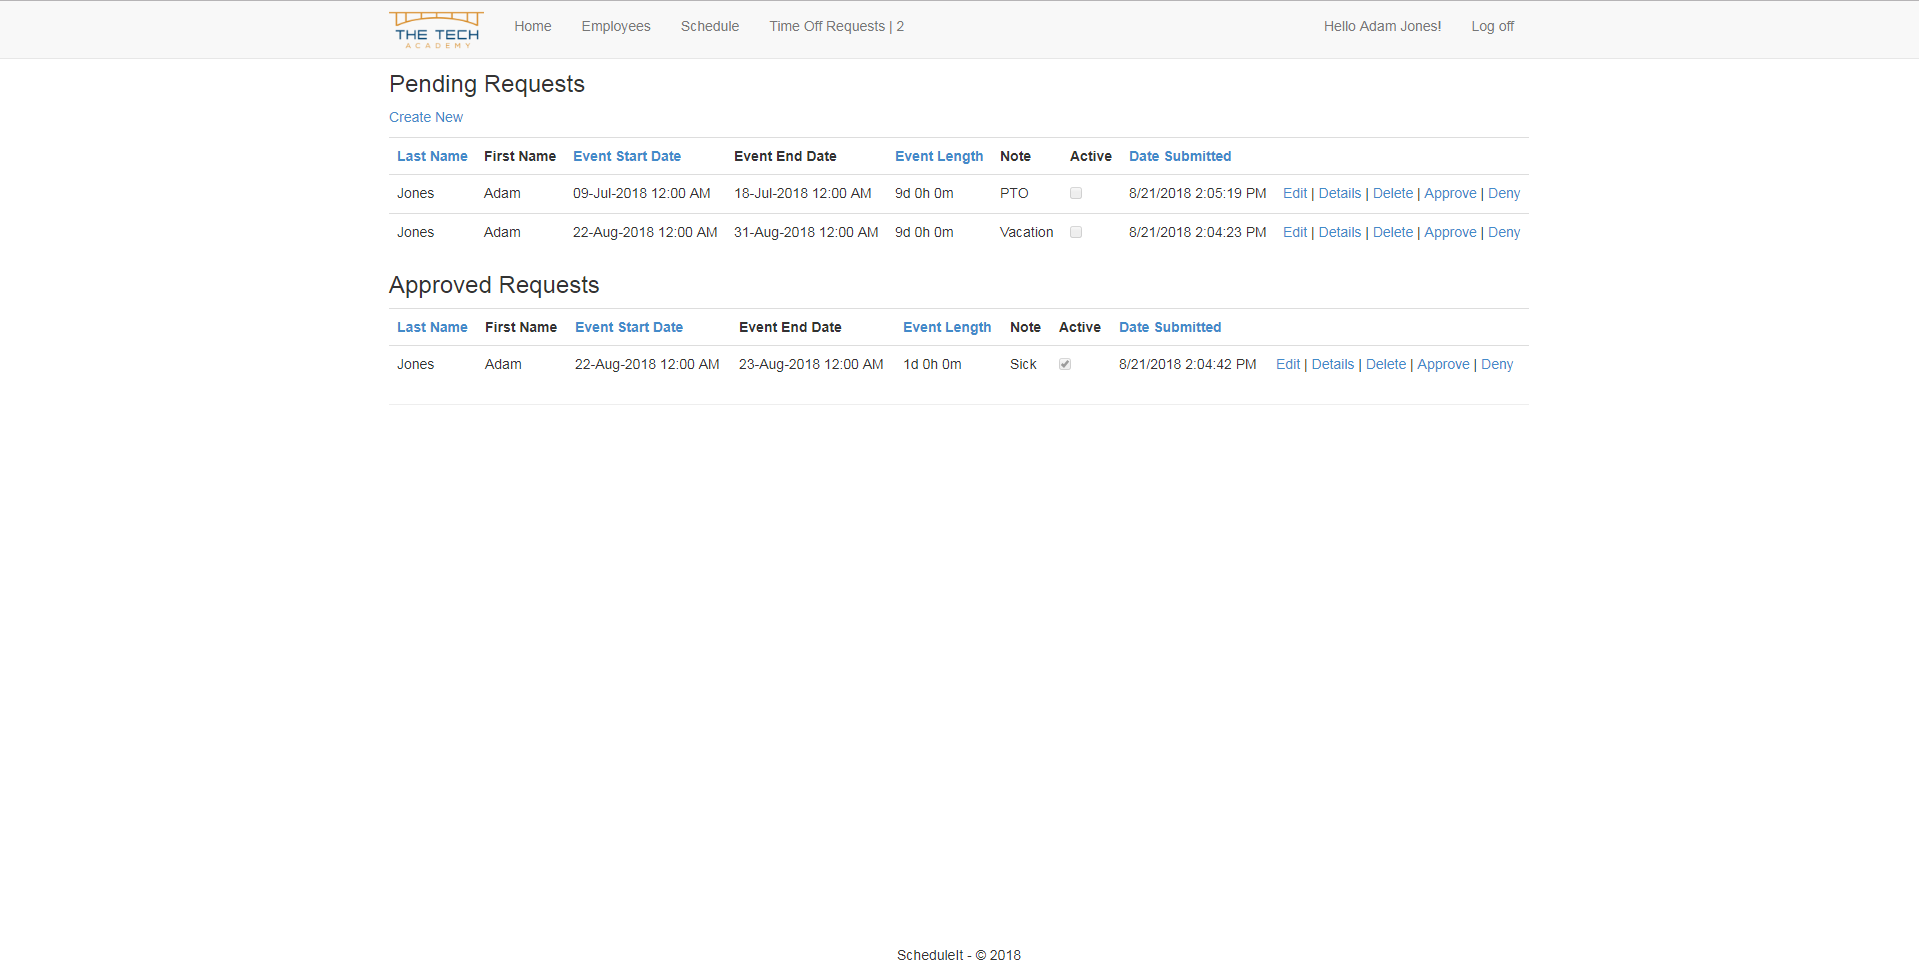 THE TECH
ACADEMY
Home Employees Schedule Time Off Requests | 2 Hello Adam Jones! Log off
Pending Requests
Create New
Last Name First Name Event Start Date Event End Date Event Length Note Active Date Submitted
Jones Adam 09-Jul-2018 12:00 AM 18-Jul-2018 12:00 AM 9d 0h 0m PTO 8/21/2018 2:05:19 PM Edit | Details | Delete | Approve | Deny
Jones Adam 22-Aug-2018 12:00 AM 31-Aug-2018 12:00 AM 9d 0h 0m Vacation 8/21/2018 2:04:23 PM Edit | Details | Delete | Approve | Deny
Approved Requests
Last Name First Name Event Start Date Event End Date Event Length Note Active Date Submitted
Jones Adam 22-Aug-2018 12:00 AM 23-Aug-2018 12:00 AM 1d 0h 0m Sick 8/21/2018 2:04:42 PM Edit | Details | Delete | Approve | Deny
ScheduleIt - © 2018